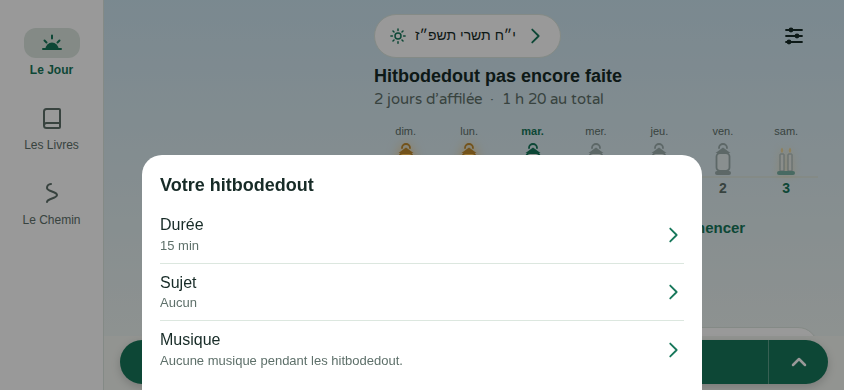 Le Jour
Les Livres
Le Chemin
י״ח תשרי תשפ״ז
Hitbodedout pas encore faite
2 jours d'affilée · 1 h 20 au total
dim. lun. mar. mer. jeu. ven. sam.
2 3
Votre hitbodedout
Durée
15 min
Sujet
Aucun
Musique
Aucune musique pendant les hitbodedout.